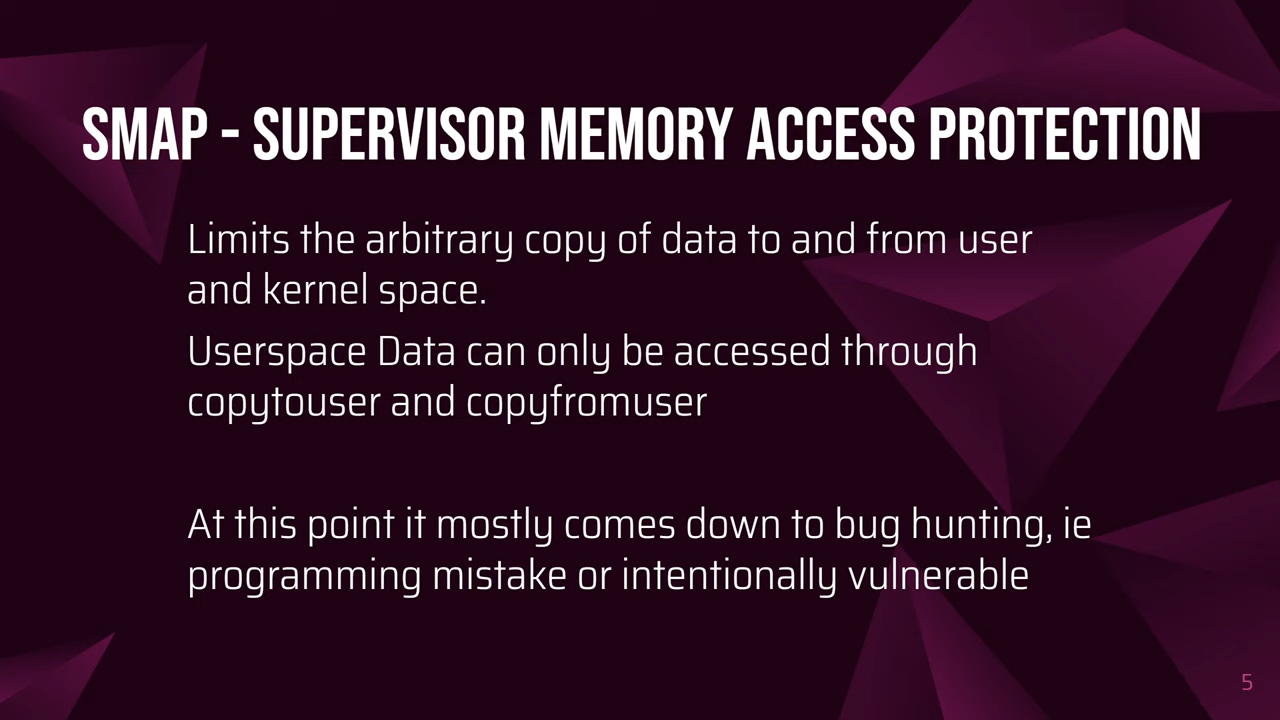 SMAP - SUPERVISOR MEMORY ACCESS PROTECTION
Limits the arbitrary copy of data to and from user
and kernel space.
Userspace Data can only be accessed through
copytouser and copyfromuser
At this point it mostly comes down to bug hunting, ie
programming mistake or intentionally vulnerable
5